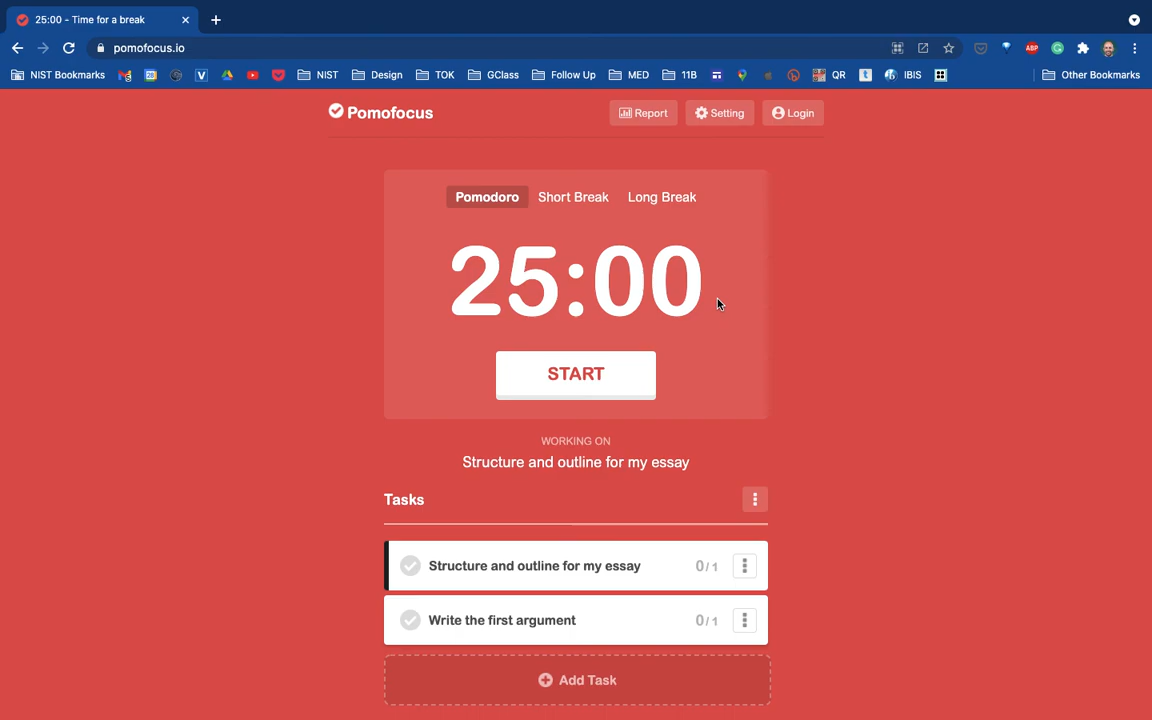 25:00 - Time for a break
pomofocus.io
NIST Bookmarks NIST Design TOK GClass Follow Up MED 11B QR IBIS Other Bookmarks
Pomofocus Report Setting Login
Pomodoro Short Break Long Break
25:00
START
WORKING ON
Structure and outline for my essay
Tasks
Structure and outline for my essay 0/1
Write the first argument 0/1
Add Task